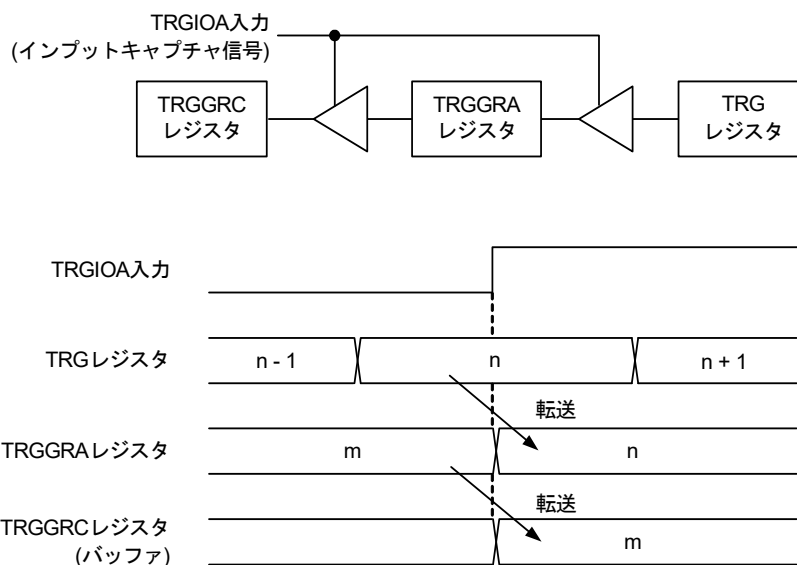 TRGIOA入力
(インプットキャプチャ信号)
TRGGRC
レジスタ
TRGGRA
レジスタ
TRG
レジスタ
TRGIOA入力
TRGレジスタ
n - 1
n
n + 1
転送
TRGGRAレジスタ
m
n
転送
TRGGRCレジスタ
(バッファ)
m